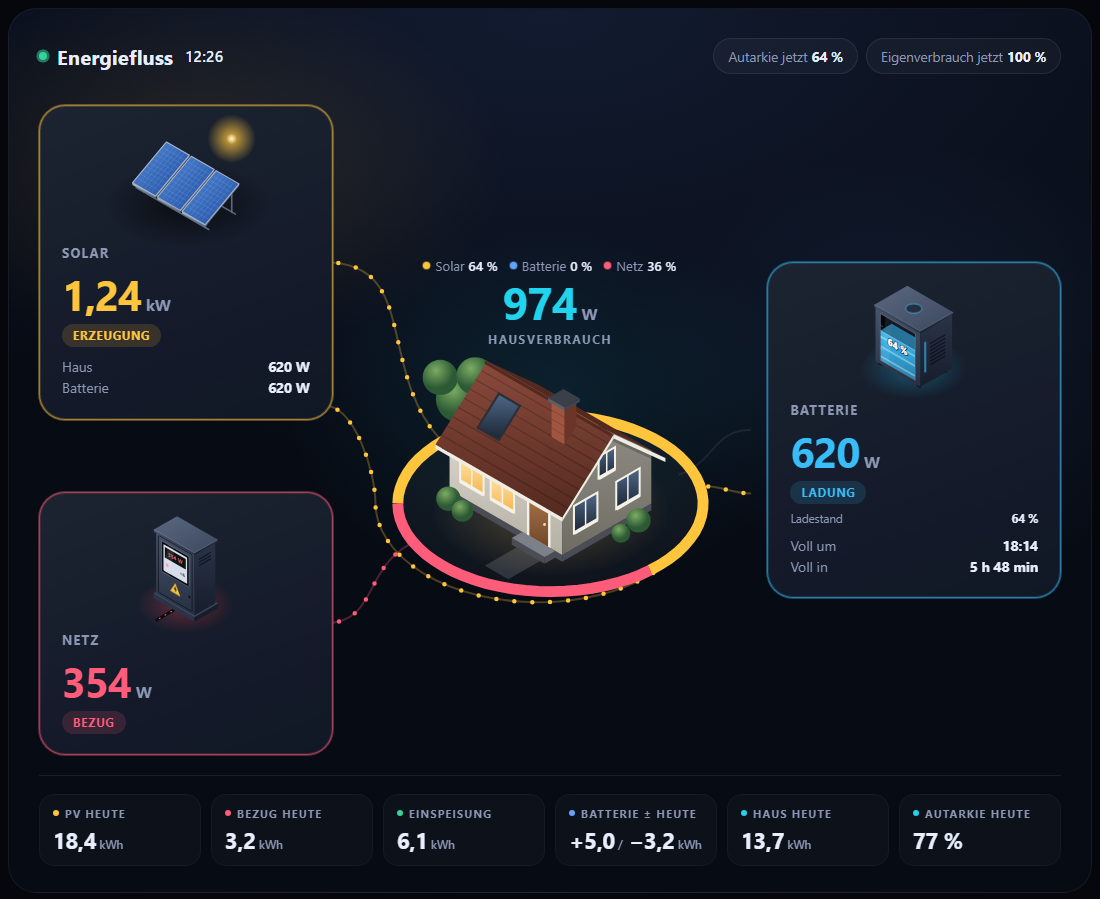 Energiefluss 12:26
Autarkie jetzt 64 %
Eigenverbrauch jetzt 100 %
SOLAR
1,24 kW
ERZEUGUNG
Haus 620 W
Batterie 620 W
Solar 64 % Batterie 0 % Netz 36 %
974 W
HAUSVERBRAUCH
64 %
BATTERIE
620 W
LADUNG
Ladestand 64 %
Voll um 18:14
Voll in 5 h 48 min
354 W
NETZ
354 W
BEZUG
PV HEUTE
18,4 kWh
BEZUG HEUTE
3,2 kWh
EINSPEISUNG
6,1 kWh
BATTERIE ± HEUTE
+5,0 / −3,2 kWh
HAUS HEUTE
13,7 kWh
AUTARKIE HEUTE
77 %